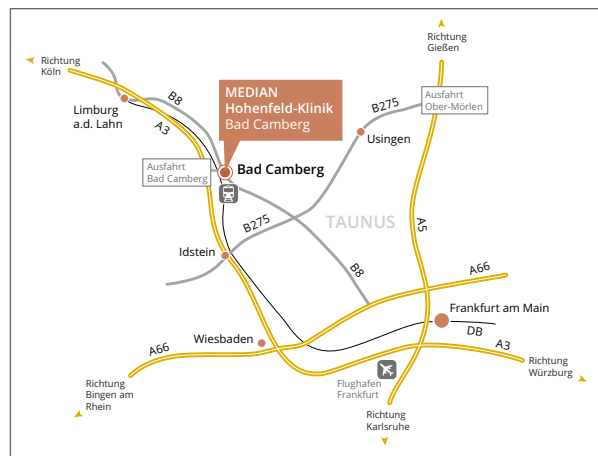 Richtung
Gießen
Richtung
Köln
MEDIAN
Hohenfeld-Klinik
Bad Camberg
B8
Limburg
a.d. Lahn
A3
B275
Ausfahrt
Ober-Mörlen
Usingen
Ausfahrt
Bad Camberg
Bad Camberg
TAUNUS
A5
B275
Idstein
B8
A66
Frankfurt am Main
DB
Wiesbaden
A66
A3
Richtung
Würzburg
Flughafen
Frankfurt
Richtung
Bingen am
Rhein
Richtung
Karlsruhe